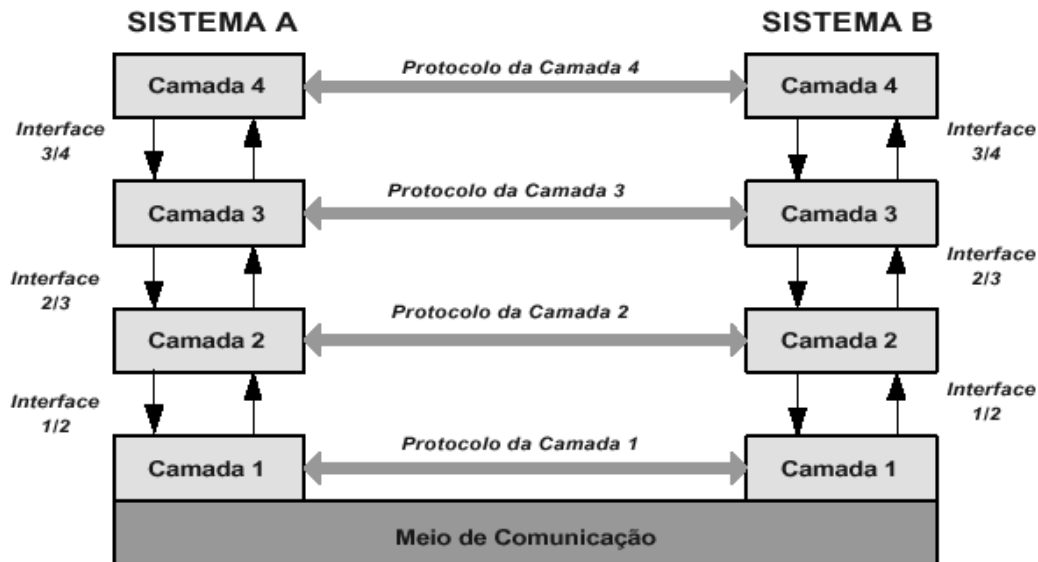 SISTEMA A
SISTEMA B
Protocolo da Camada 4
Camada 4
Camada 4
Interface
3/4
Interface
3/4
Protocolo da Camada 3
Camada 3
Camada 3
Interface
2/3
Interface
2/3
Protocolo da Camada 2
Camada 2
Camada 2
Interface
1/2
Interface
1/2
Protocolo da Camada 1
Camada 1
Camada 1
Meio de Comunicação